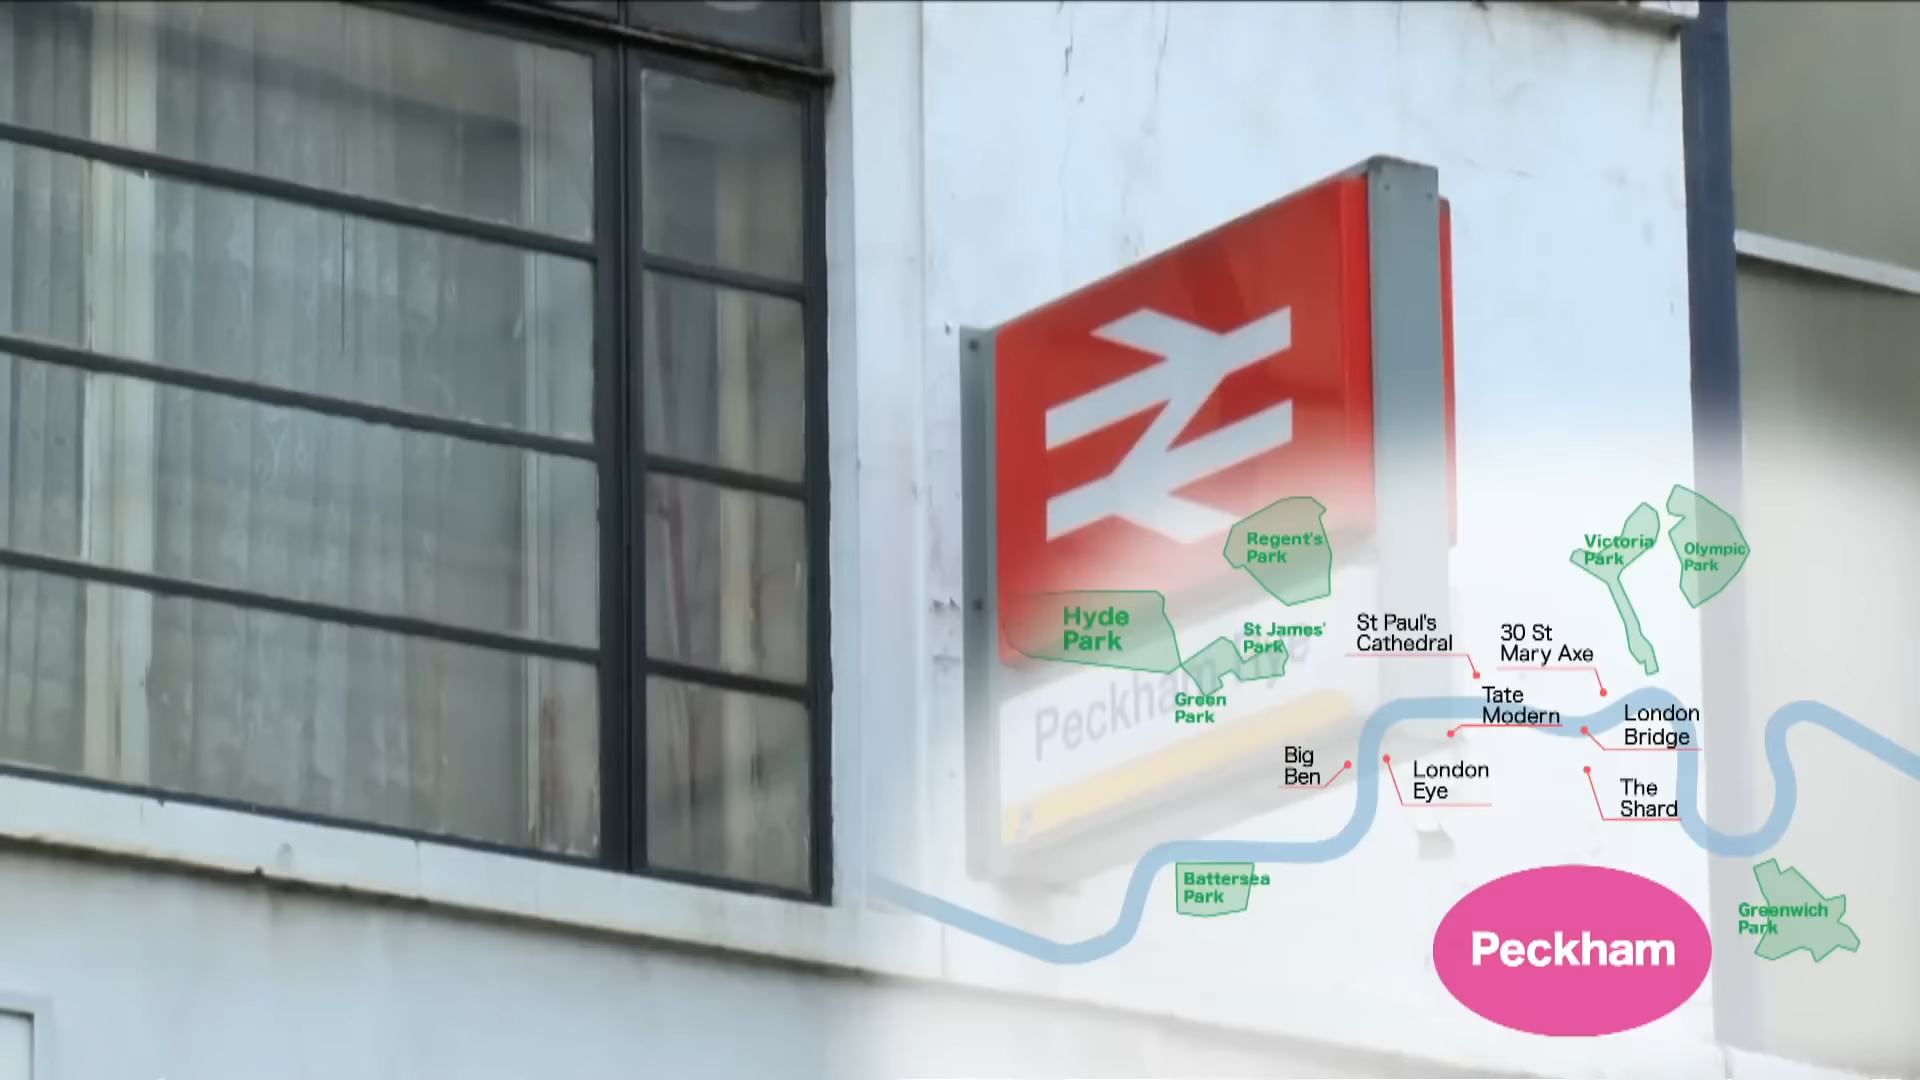 Regent's
Park
Victoria
Park
Olympic
Park
Hyde
Park
St James'
Park
Green
Park
St Paul's
Cathedral
30 St
Mary Axe
Tate
Modern
London
Bridge
Big
Ben
London
Eye
The
Shard
Peckham Rye
Battersea
Park
Greenwich
Park
Peckham